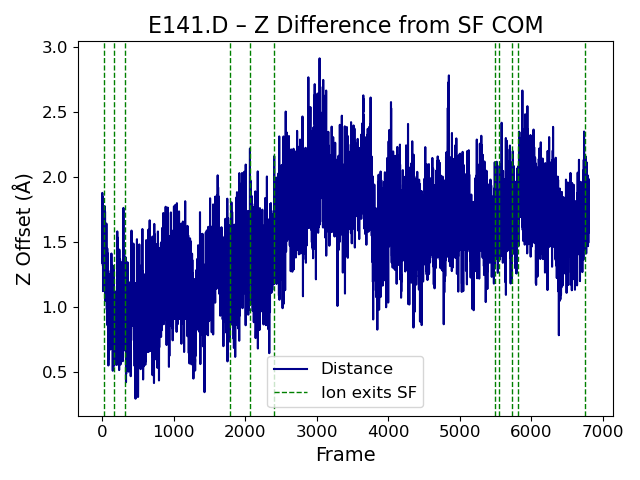 E141.D – Z Difference from SF COM
3.0
2.5
2.0
1.5
1.0
0.5
Z Offset (Å)
Distance
Ion exits SF
0 1000 2000 3000 4000 5000 6000 7000
Frame